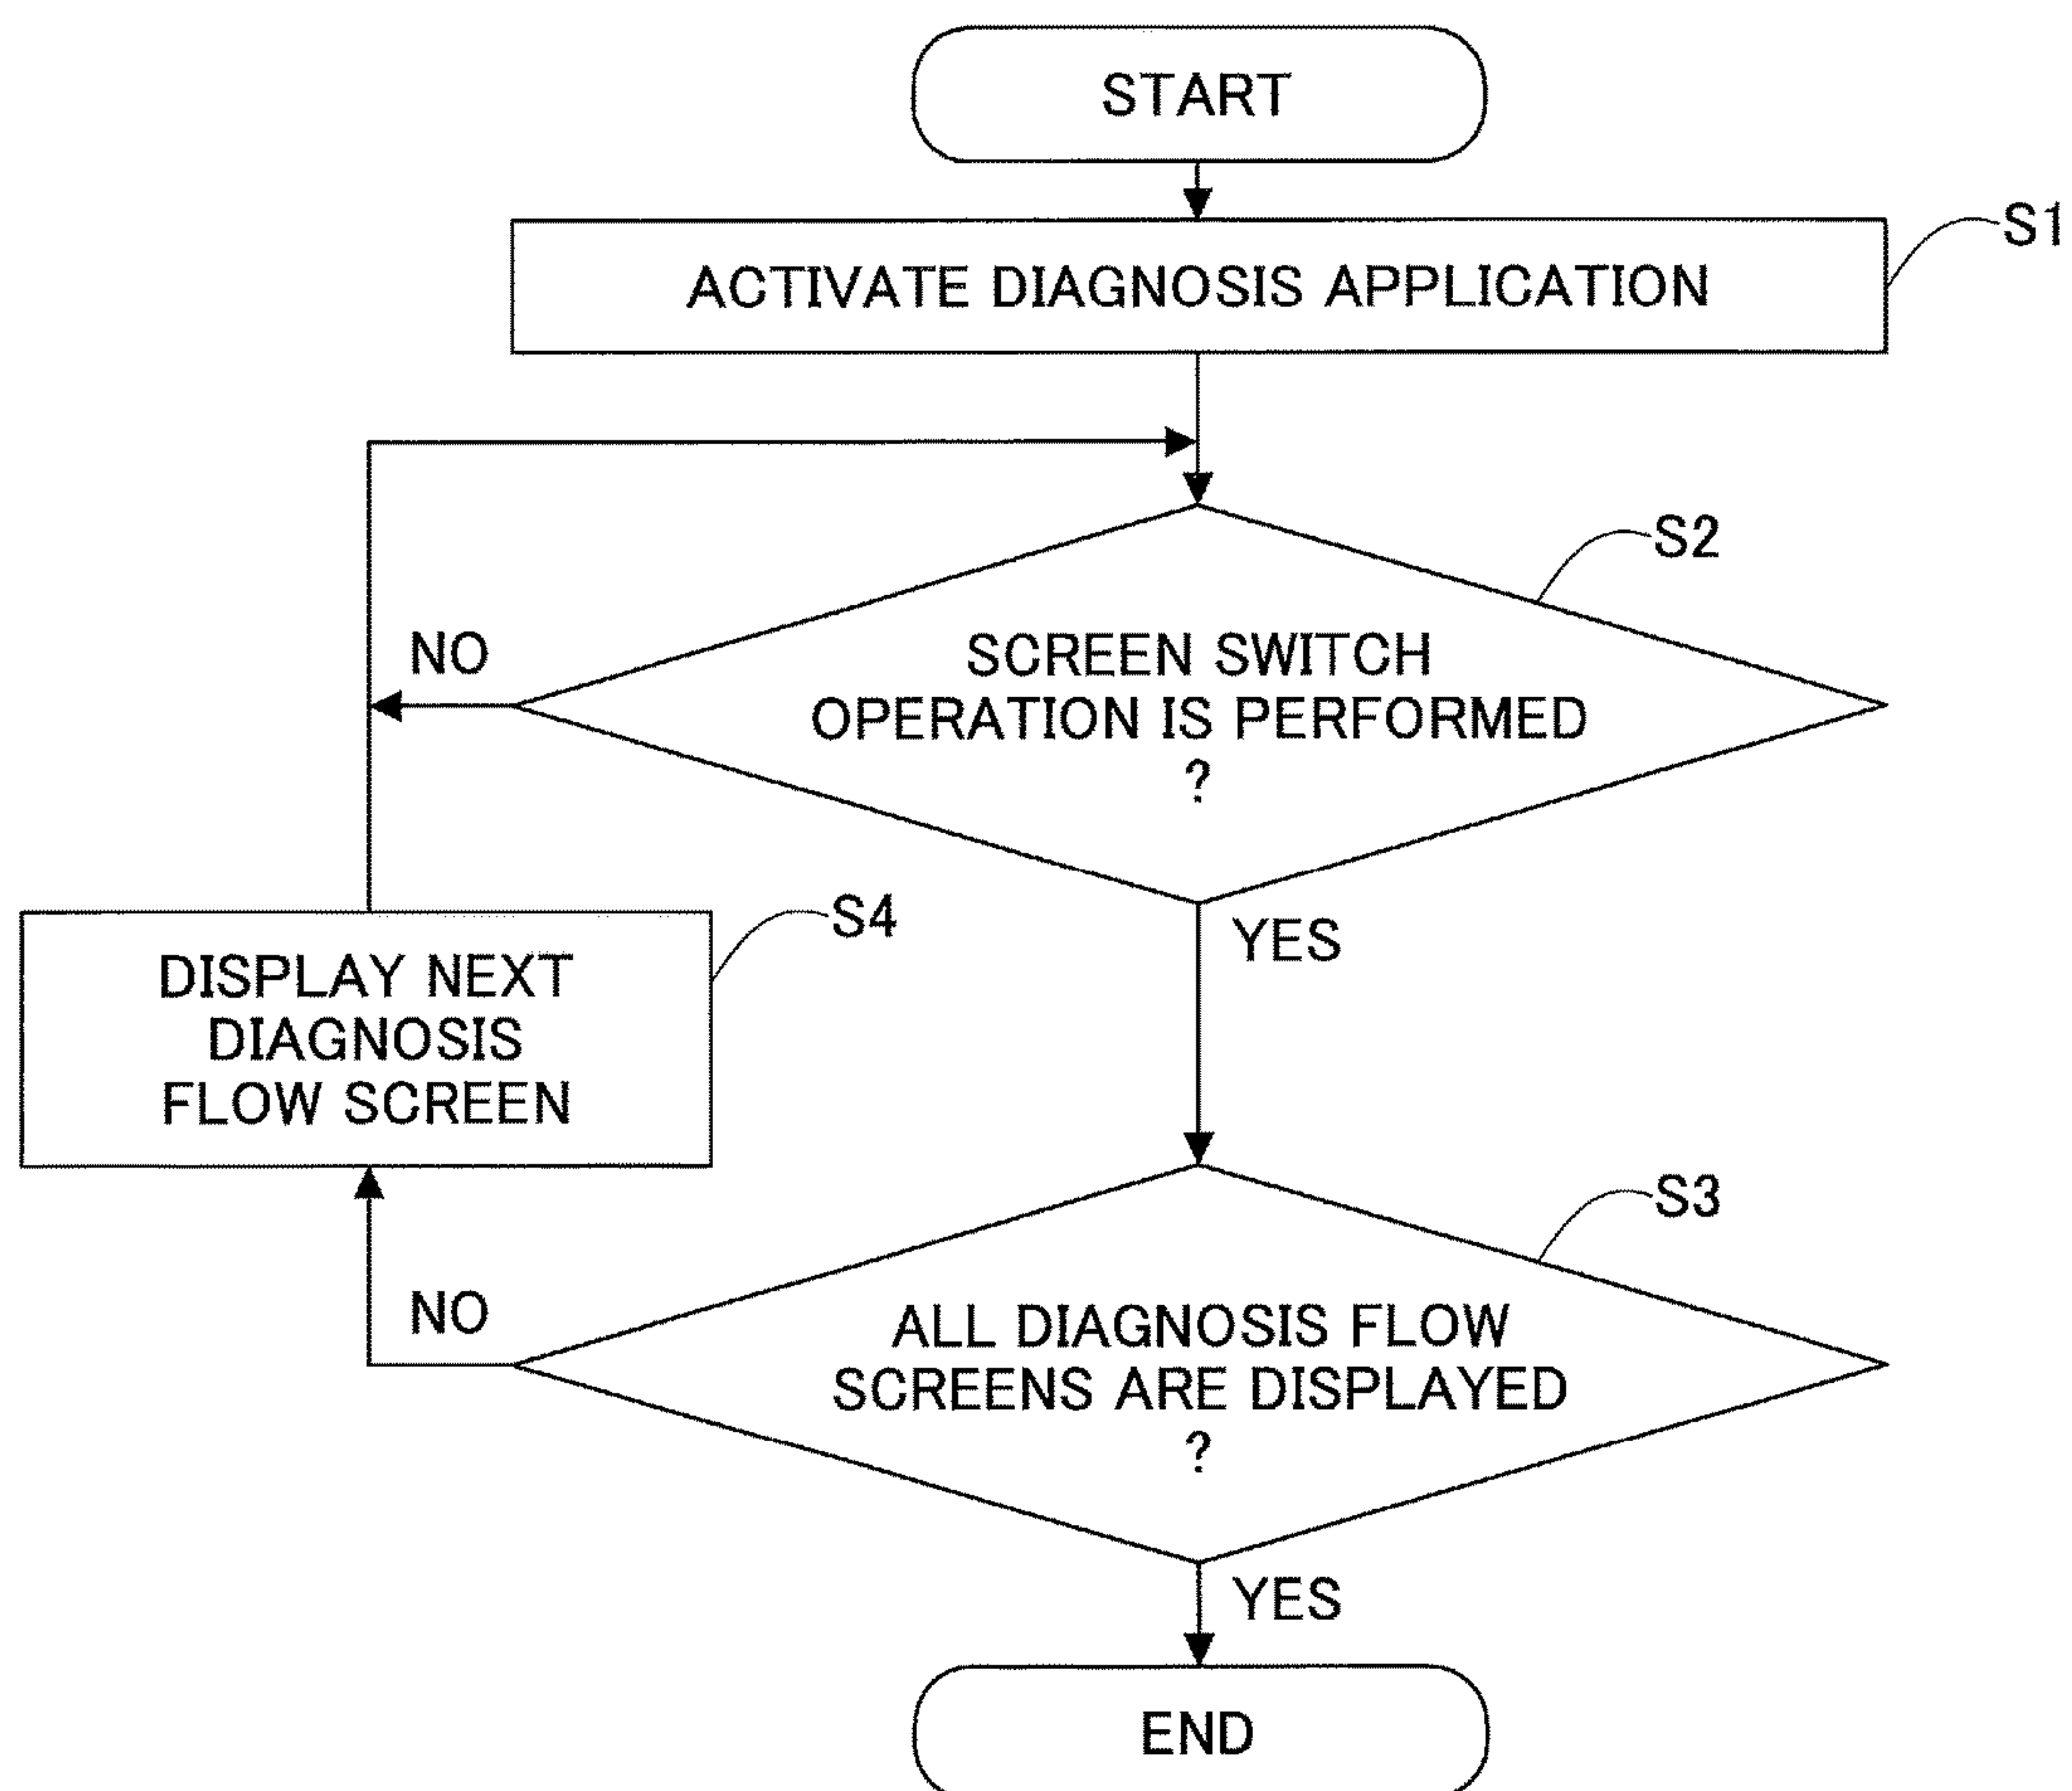 START
ACTIVATE DIAGNOSIS APPLICATION
S1
S2
NO
SCREEN SWITCH
OPERATION IS PERFORMED
?
YES
S4
DISPLAY NEXT
DIAGNOSIS
FLOW SCREEN
S3
NO
ALL DIAGNOSIS FLOW
SCREENS ARE DISPLAYED
?
YES
END